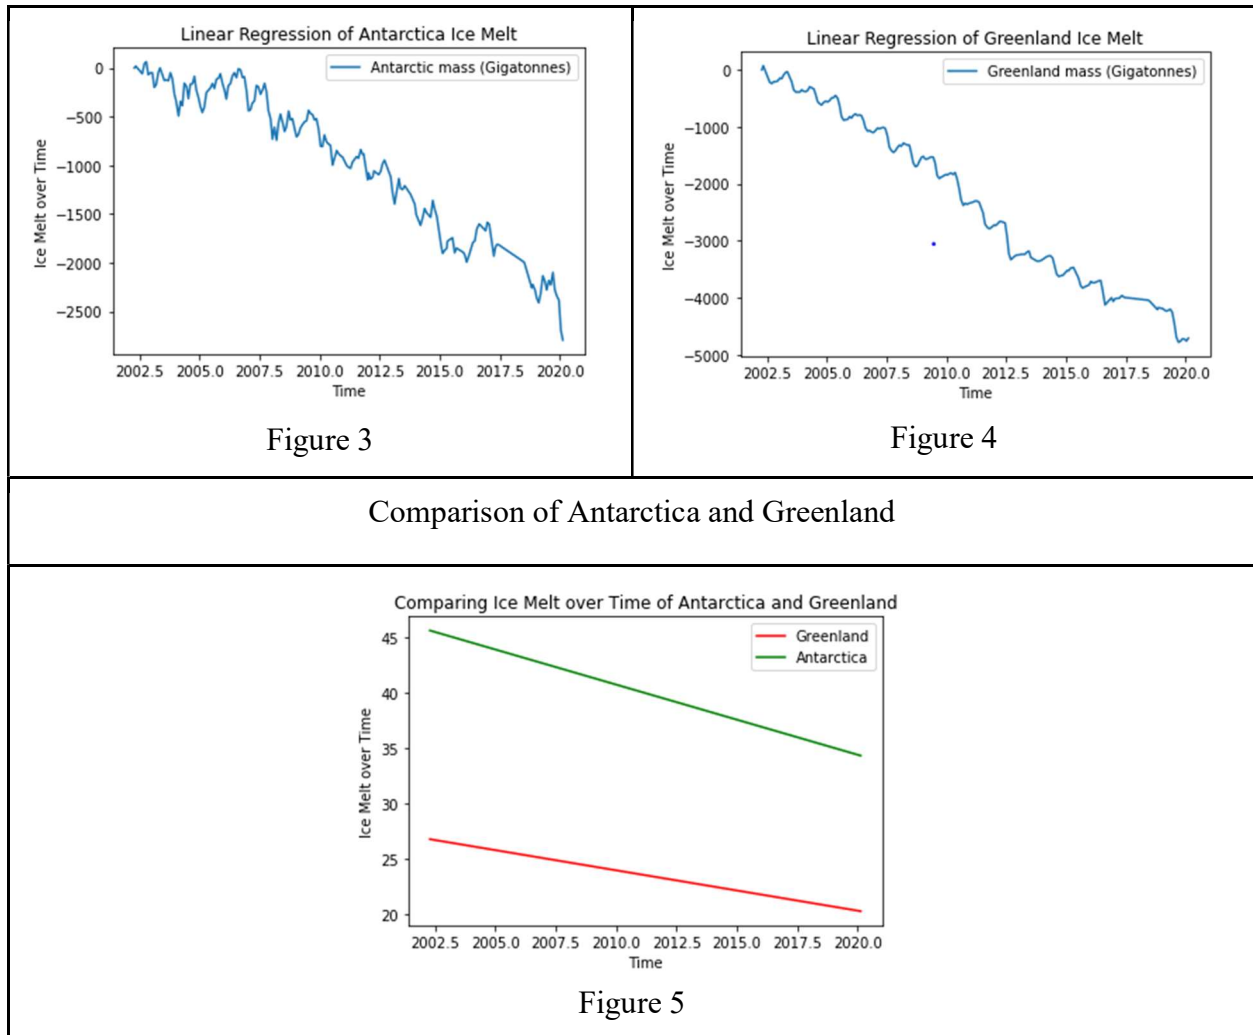 Linear Regression of Antarctica Ice Melt
Antarctic mass (Gigatonnes)
Ice Melt over Time
0
−500
−1000
−1500
−2000
−2500
2002.5 2005.0 2007.5 2010.0 2012.5 2015.0 2017.5 2020.0
Time
Figure 3
Linear Regression of Greenland Ice Melt
Greenland mass (Gigatonnes)
Ice Melt over Time
0
−1000
−2000
−3000
−4000
−5000
2002.5 2005.0 2007.5 2010.0 2012.5 2015.0 2017.5 2020.0
Time
Figure 4
Comparison of Antarctica and Greenland
Comparing Ice Melt over Time of Antarctica and Greenland
Greenland
Antarctica
Ice Melt over Time
45
40
35
30
25
20
2002.5 2005.0 2007.5 2010.0 2012.5 2015.0 2017.5 2020.0
Time
Figure 5